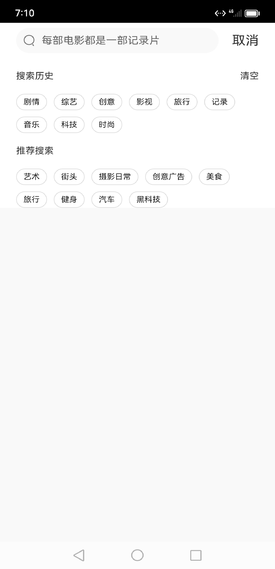 7:10
每部电影都是一部记录片 取消
搜索历史 清空
剧情 综艺 创意 影视 旅行 记录
音乐 科技 时尚
推荐搜索
艺术 街头 摄影日常 创意广告 美食
旅行 健身 汽车 黑科技